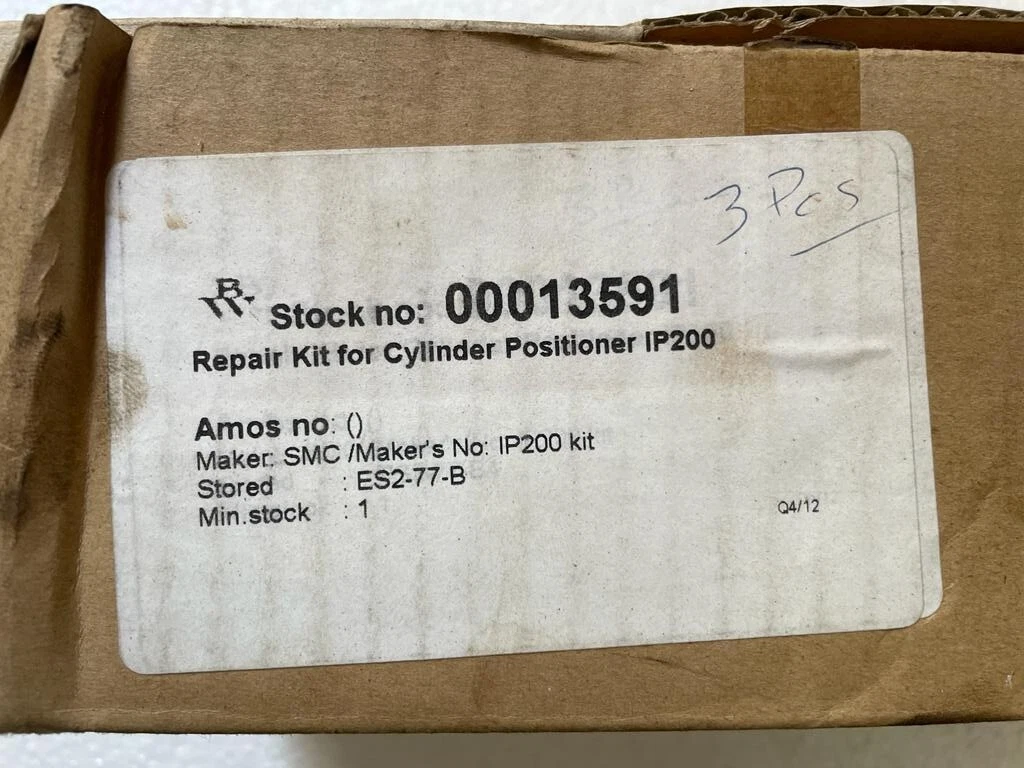 3 Pcs
Stock no: 00013591
Repair Kit for Cylinder Positioner IP200
Amos no: ()
Maker: SMC /Maker's No: IP200 kit
Stored : ES2-77-B
Min.stock : 1
Q4/12